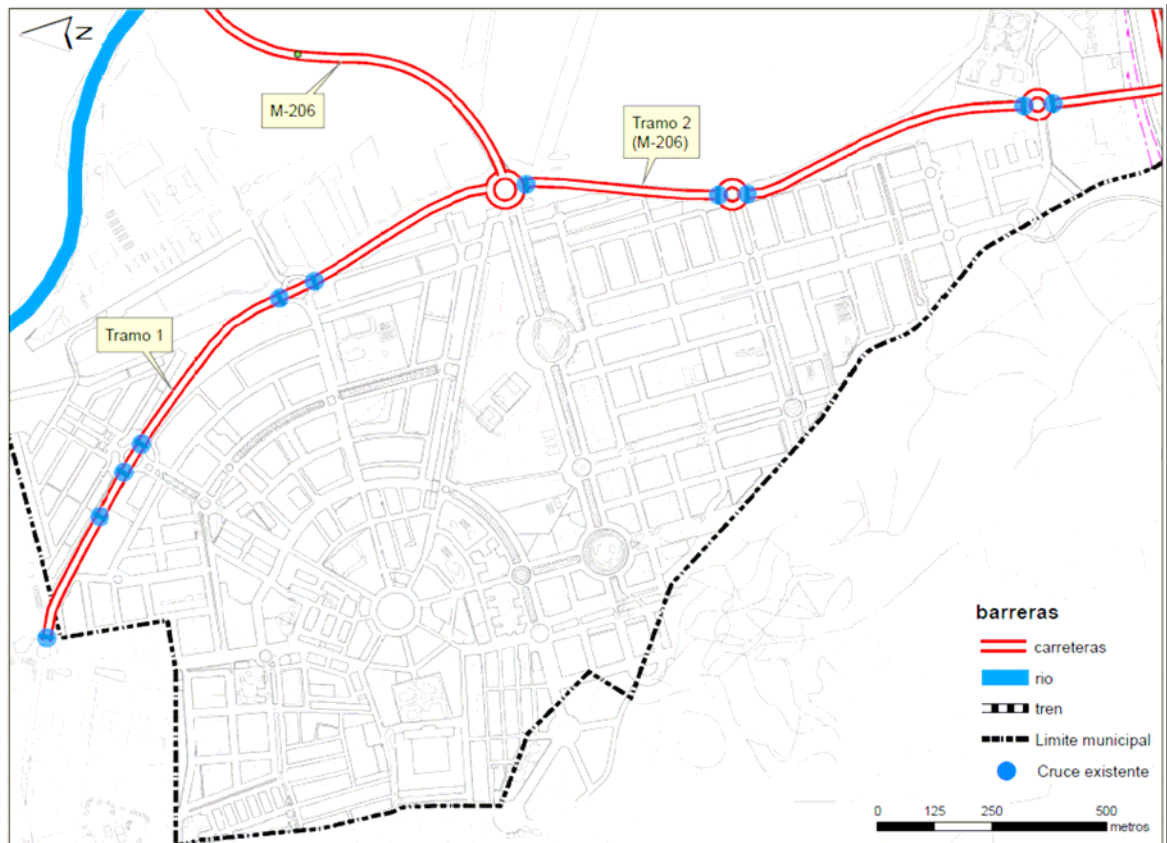 N
M-206
Tramo 2
(M-206)
Tramo 1
barreras
carreteras
rio
tren
Limite municipal
Cruce existente
0 125 250 500
metros